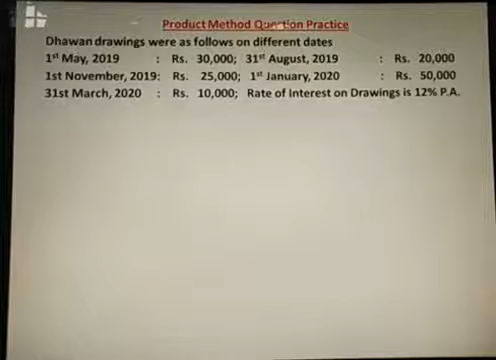 Product Method Question Practice
Dhawan drawings were as follows on different dates
1st May, 2019 : Rs. 30,000; 31st August, 2019 : Rs. 20,000
1st November, 2019: Rs. 25,000; 1st January, 2020 : Rs. 50,000
31st March, 2020 : Rs. 10,000; Rate of Interest on Drawings is 12% P.A.